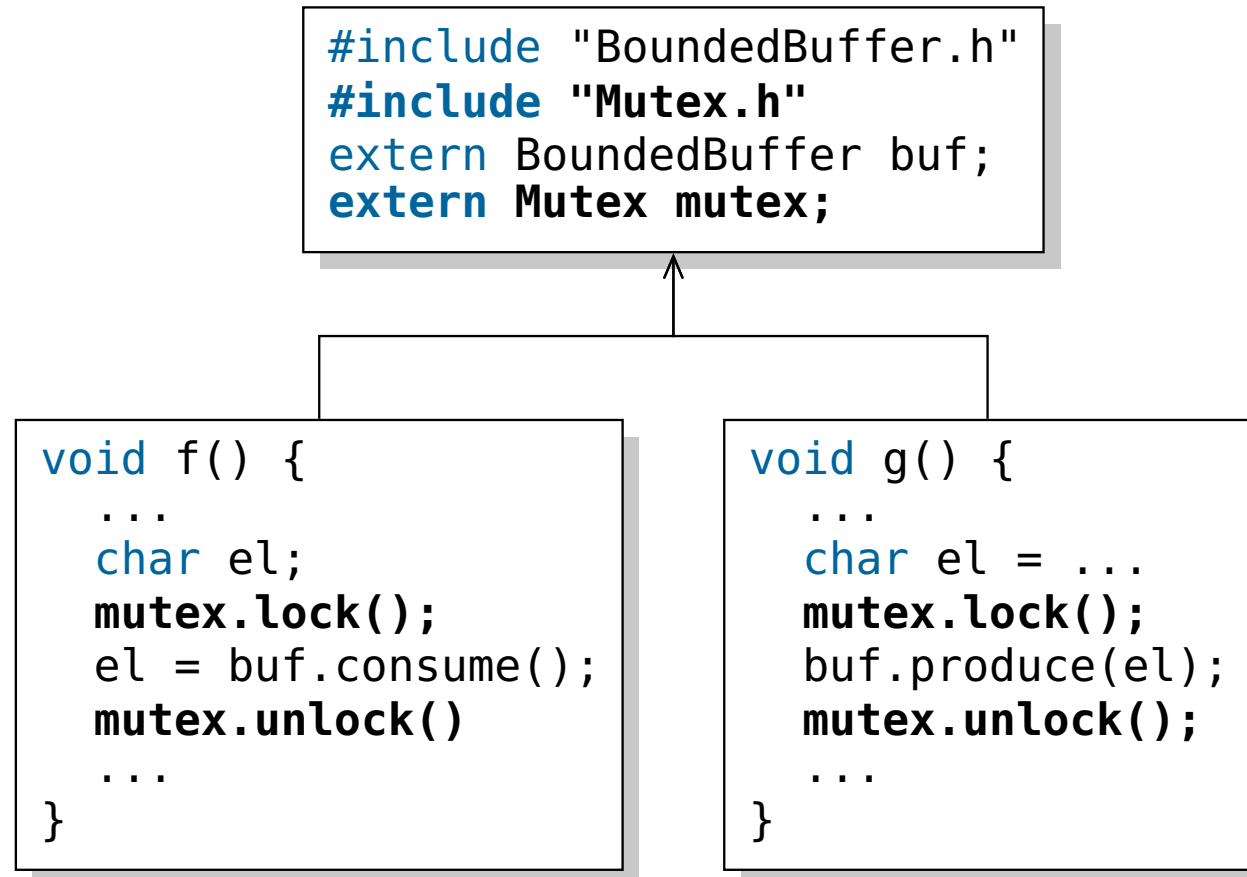 #include "BoundedBuffer.h"
#include "Mutex.h"
extern BoundedBuffer buf;
extern Mutex mutex;
void f() {
...
char el;
mutex.lock();
el = buf.consume();
mutex.unlock()
...
}
void g() {
...
char el = ...
mutex.lock();
buf.produce(el);
mutex.unlock();
...
}